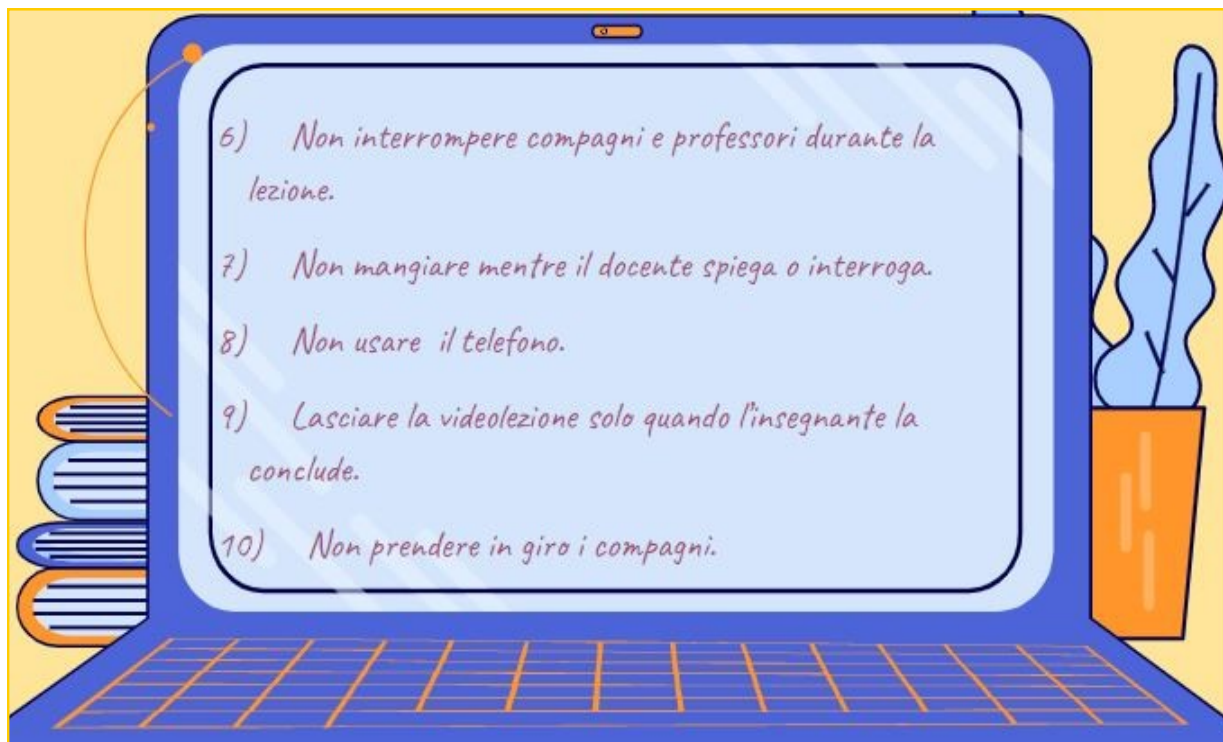 6) Non interrompere compagni e professori durante la
lezione.
7) Non mangiare mentre il docente spiega o interroga.
8) Non usare il telefono.
9) Lasciare la videolezione solo quando l'insegnante la
conclude.
10) Non prendere in giro i compagni.